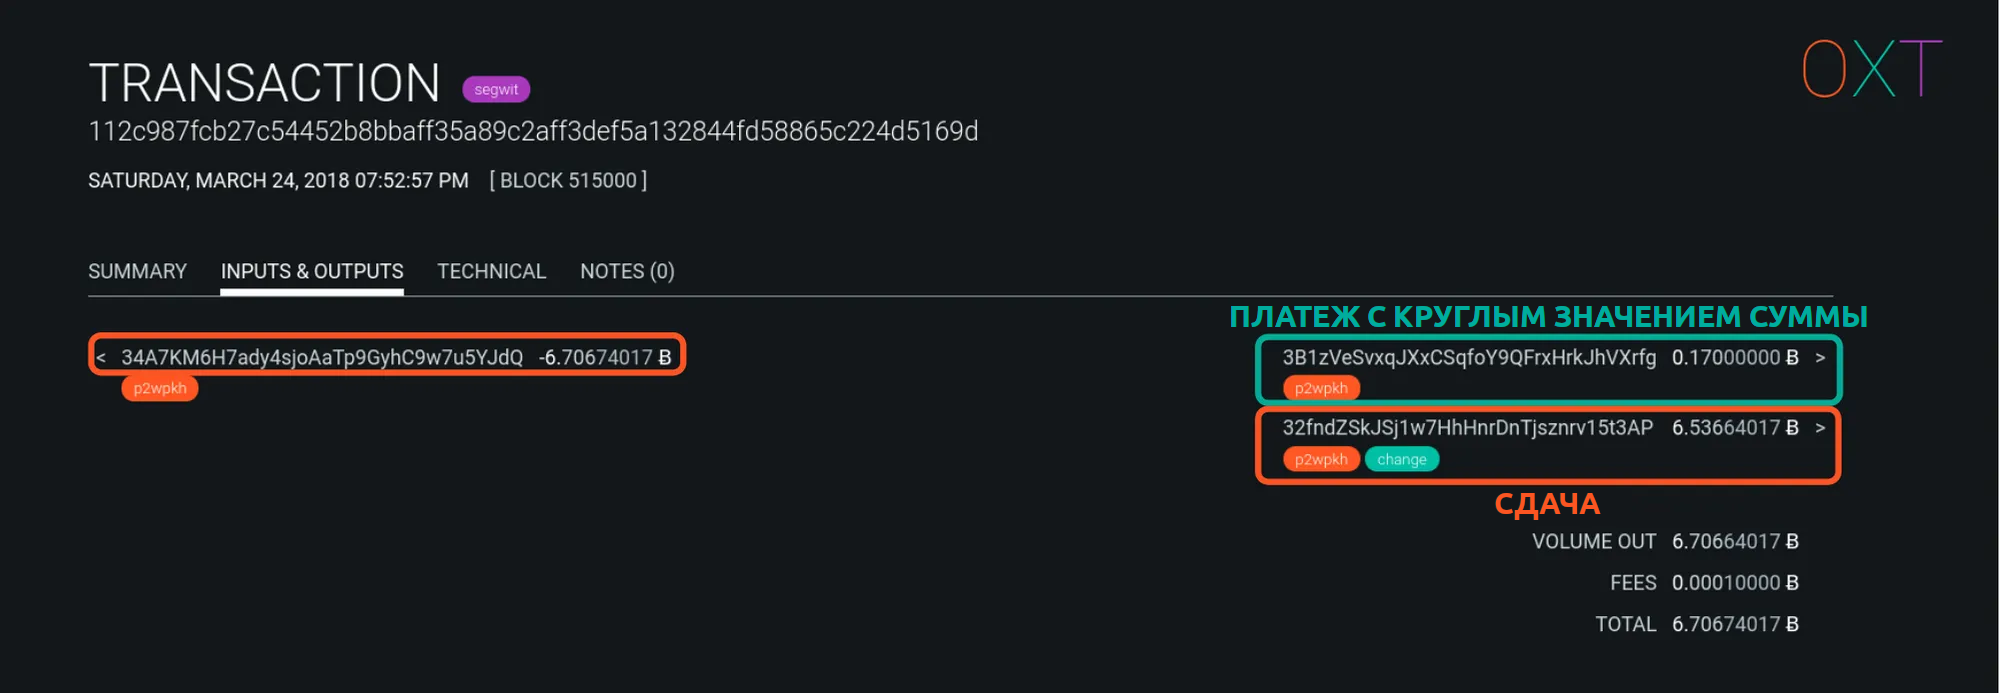 OXT
TRANSACTION segwit
112c987fcb27c54452b8bbaff35a89c2aff3def5a132844fd58865c224d5169d
SATURDAY, MARCH 24, 2018 07:52:57 PM [ BLOCK 515000 ]
SUMMARY INPUTS & OUTPUTS TECHNICAL NOTES (0)
< 34A7KM6H7ady4sjoAaTp9GyhC9w7u5YJdQ -6.70674017 Ƀ
p2wpkh
ПЛАТЕЖ С КРУГЛЫМ ЗНАЧЕНИЕМ СУММЫ
3B1zVeSvxqJXxCSqfoY9QFrxHrkJhVXrfg 0.17000000 Ƀ >
p2wpkh
32fndZSkJSj1w7HhHnrDnTjsznrv15t3AP 6.53664017 Ƀ >
p2wpkh change
СДАЧА
VOLUME OUT 6.70664017 Ƀ
FEES 0.00010000 Ƀ
TOTAL 6.70674017 Ƀ